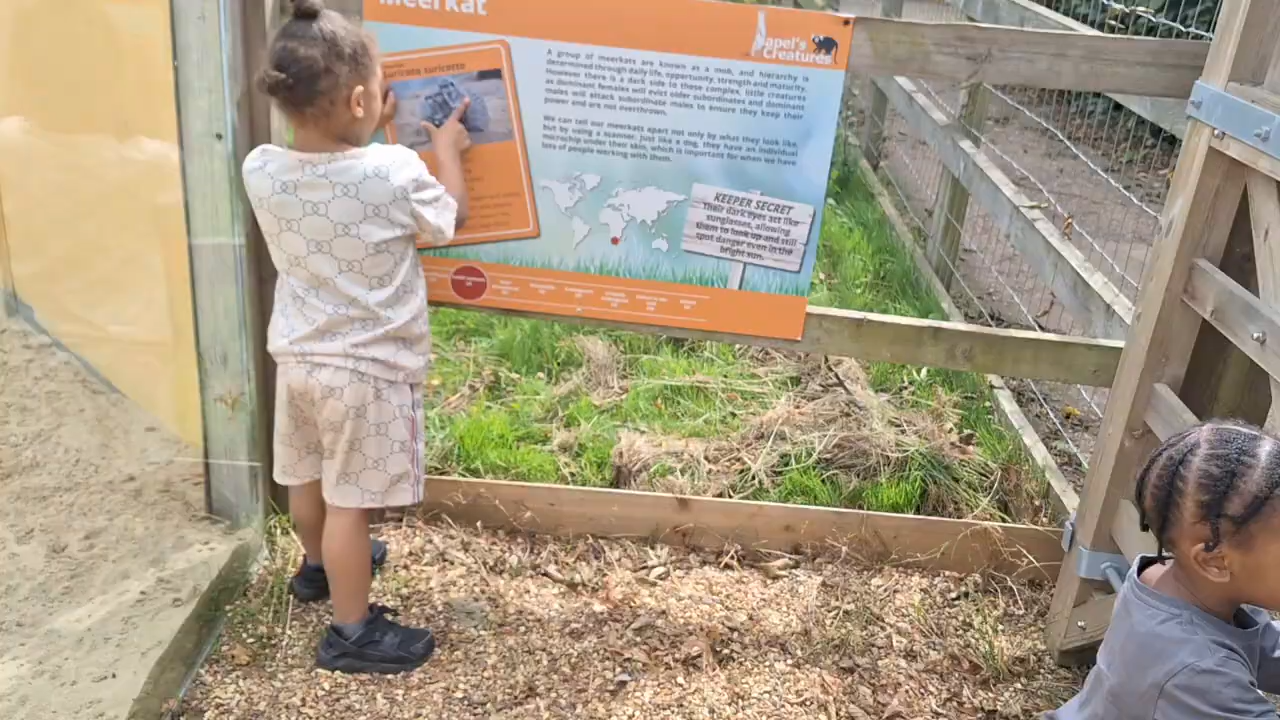 Meerkat
apel's
Creatures
Suricata suricatta
A group of meerkats are known as a mob, and hierarchy is
determined through daily life, opportunity, strength and maturity.
However there is a dark side to these complex, little creatures
as dominant females will evict older subordinates and dominant
males will attack subordinate males to ensure they keep their
power and are not overthrown.
We can tell our meerkats apart not only by what they look like,
but by using a scanner. Just like a dog, they have an individual
microchip under their skin, which is important for when we have
lots of people working with them.
KEEPER SECRET
Their dark eyes act like
sunglasses, allowing
them to look up and still
spot danger even in the
bright sun.